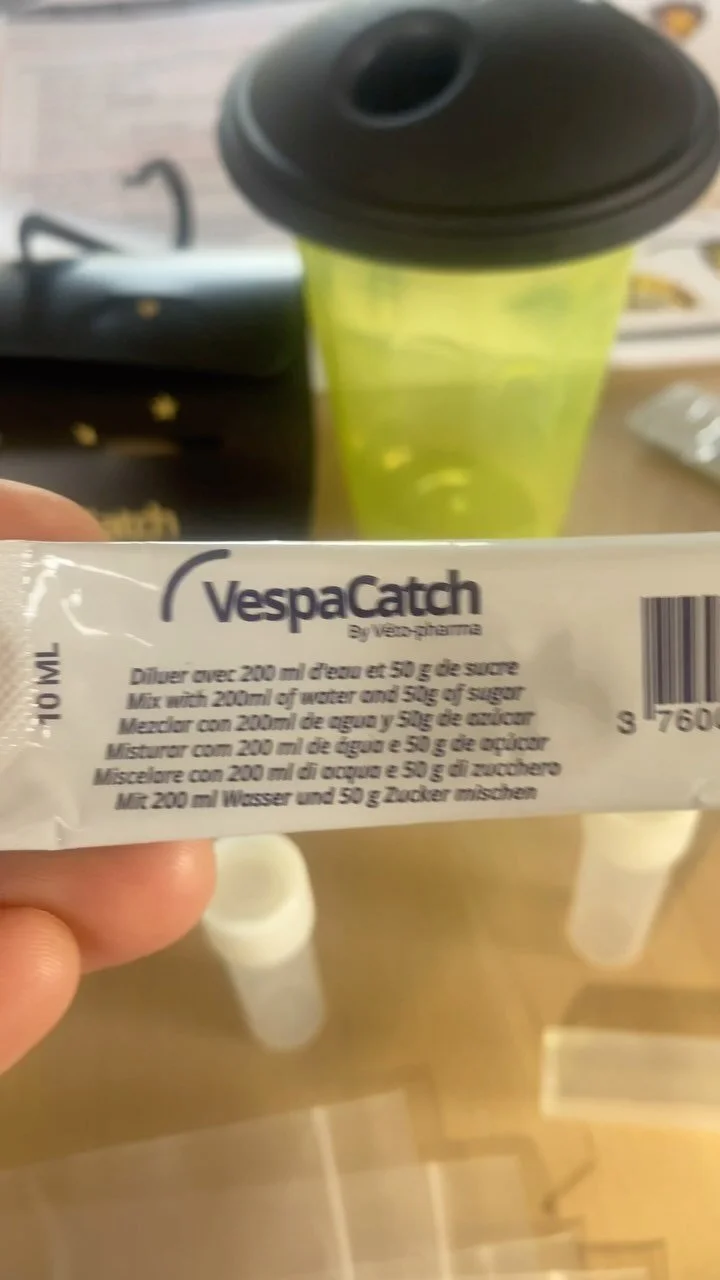 atch
VespaCatch
By Véto-pharma
10 ML
Diluer avec 200 ml d'eau et 50 g de sucre
Mix with 200ml of water and 50g of sugar
Mezclar con 200ml de agua y 50g de azúcar
Misturar com 200 ml de água e 50 g de açúcar
Miscelare con 200 ml di acqua e 50 g di zucchero
Mit 200 ml Wasser und 50 g Zucker mischen
3 760